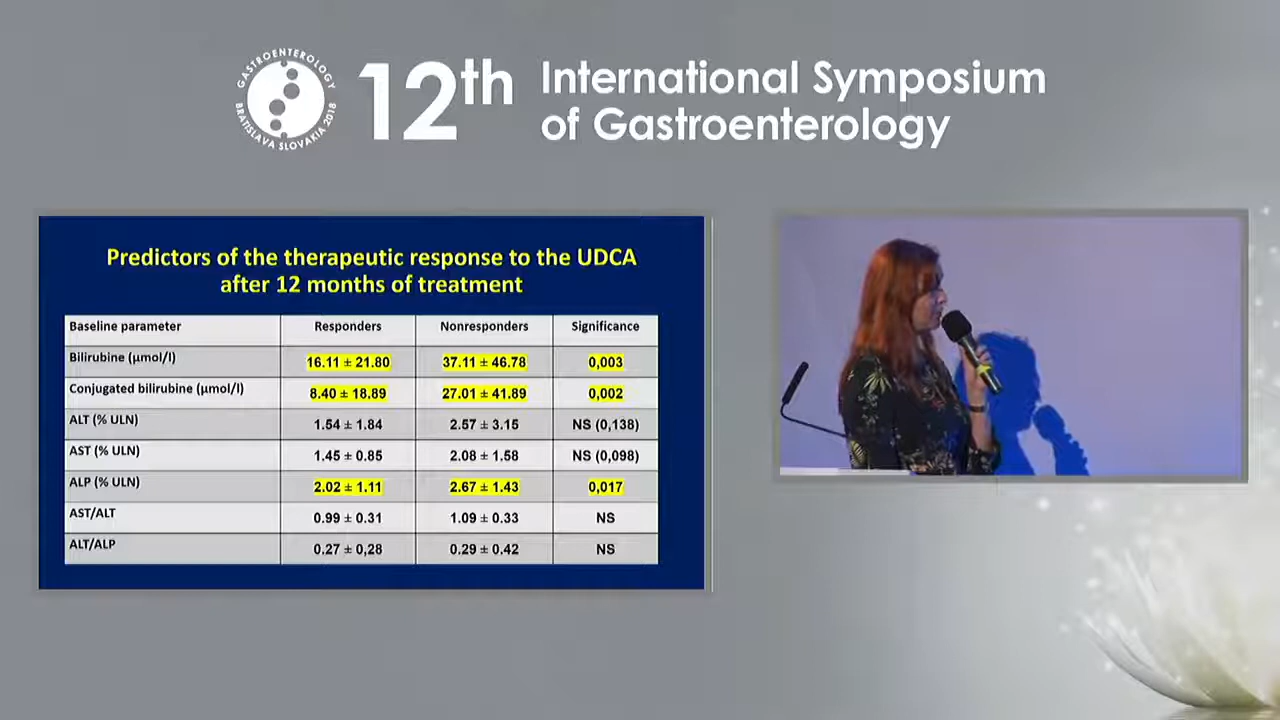 GASTROENTEROLOGY
BRATISLAVA SLOVAKIA 2018
12th
International Symposium
of Gastroenterology
Predictors of the therapeutic response to the UDCA
after 12 months of treatment
Baseline parameter Responders Nonresponders Significance
Bilirubine (µmol/l) 16.11 ± 21.80 37.11 ± 46.78 0,003
Conjugated bilirubine (µmol/l) 8.40 ± 18.89 27.01 ± 41.89 0,002
ALT (% ULN) 1.54 ± 1.84 2.57 ± 3.15 NS (0,138)
AST (% ULN) 1.45 ± 0.85 2.08 ± 1.58 NS (0,098)
ALP (% ULN) 2.02 ± 1.11 2.67 ± 1.43 0,017
AST/ALT 0.99 ± 0.31 1.09 ± 0.33 NS
ALT/ALP 0.27 ± 0,28 0.29 ± 0.42 NS